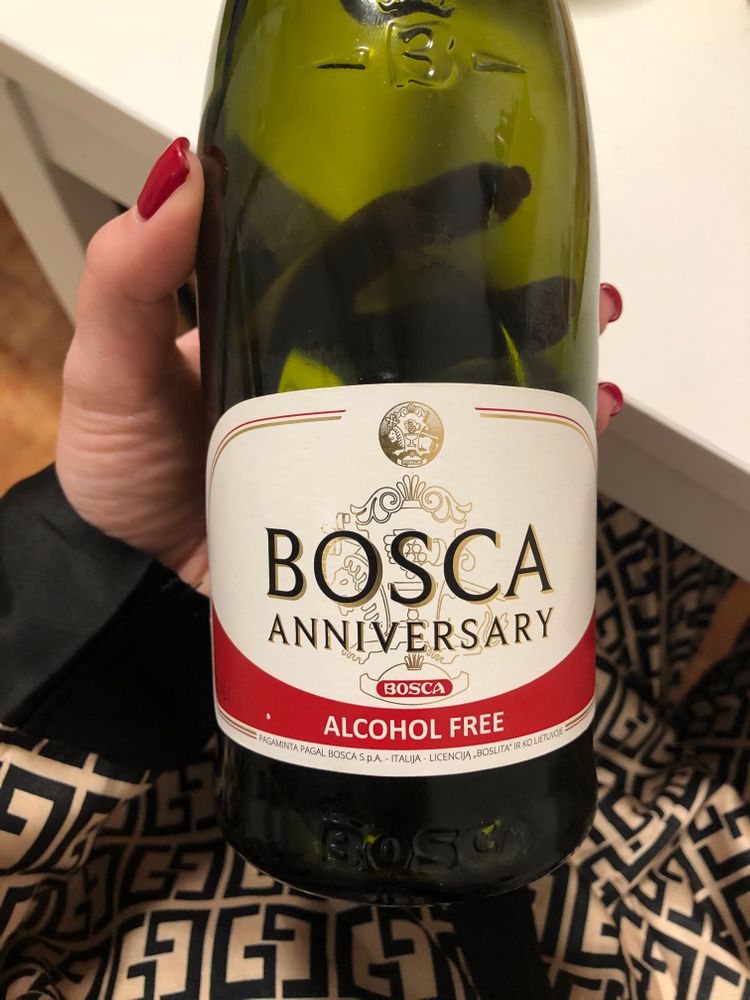 - B -
BOSCA
ANNIVERSARY
BOSCA
ALCOHOL FREE
PAGAMINTA PAGAL BOSCA S.p.A. - ITALIJA - LICENCIJĄ „BOSLITA" IR KO LIETUVOJE
BOSCA